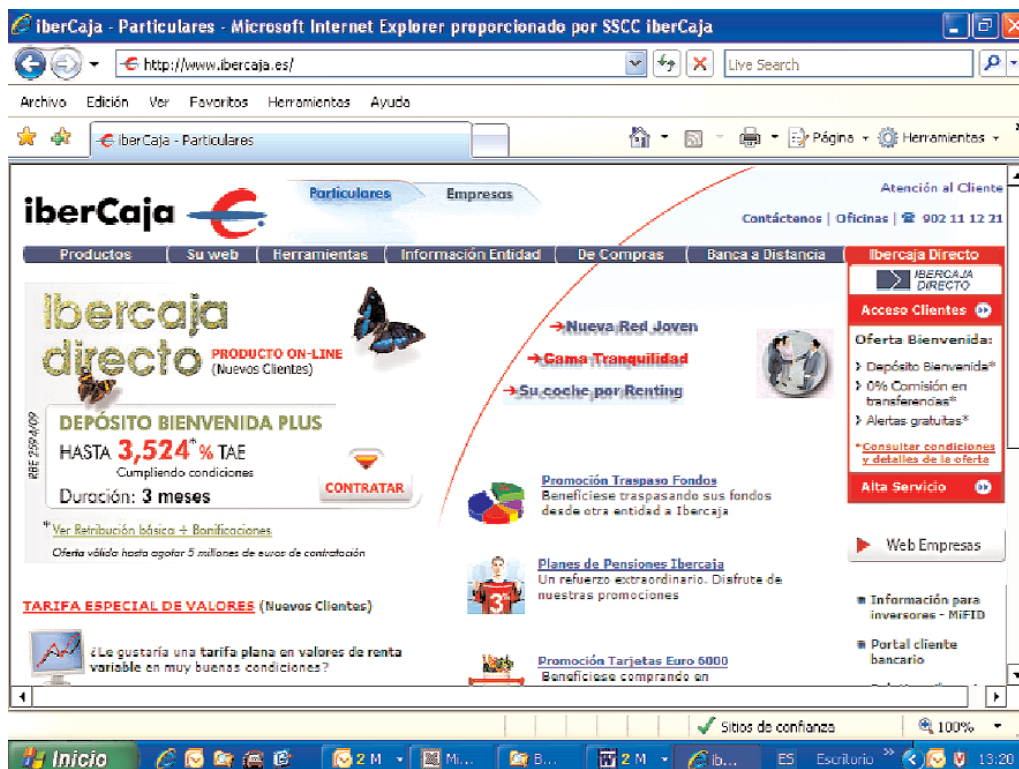 iberCaja - Particulares - Microsoft Internet Explorer proporcionado por SSCC iberCaja
http://www.ibercaja.es/
Live Search
Archivo Edición Ver Favoritos Herramientas Ayuda
iberCaja - Particulares
Página
Herramientas
iberCaja
Particulares
Empresas
Atención al Cliente
Contáctenos | Oficinas | 902 11 12 21
Productos
Su web
Herramientas
Información Entidad
De Compras
Banca a Distancia
Ibercaja Directo
Ibercaja
directo PRODUCTO ON-LINE
(Nuevos Clientes)
DEPÓSITO BIENVENIDA PLUS
HASTA 3,524* % TAE
Cumpliendo condiciones
Duración: 3 meses
CONTRATAR
RBE 2594/09
* Ver Retribución básica + Bonificaciones
Oferta válida hasta agotar 5 millones de euros de contratación
TARIFA ESPECIAL DE VALORES (Nuevos Clientes)
¿Le gustaría una tarifa plana en valores de renta
variable en muy buenas condiciones?
Nueva Red Joven
Gama Tranquilidad
Su coche por Renting
Promoción Traspaso Fondos
Benefíciese traspasando sus fondos
desde otra entidad a Ibercaja
Planes de Pensiones Ibercaja
Un refuerzo extraordinario. Disfrute de
nuestras promociones
3
Promoción Tarjetas Euro 6000
Benefíciese comprando en
IBERCAJA
DIRECTO
Acceso Clientes
Oferta Bienvenida:
Depósito Bienvenida*
0% Comisión en
transferencias*
Alertas gratuitas*
*Consultar condiciones
y detalles de la oferta
Alta Servicio
Web Empresas
Información para
inversores - MiFID
Portal cliente
bancario
Sitios de confianza
100%
Inicio
2 M
Mi...
B...
2 M
ib...
ES
Escritorio
13:20